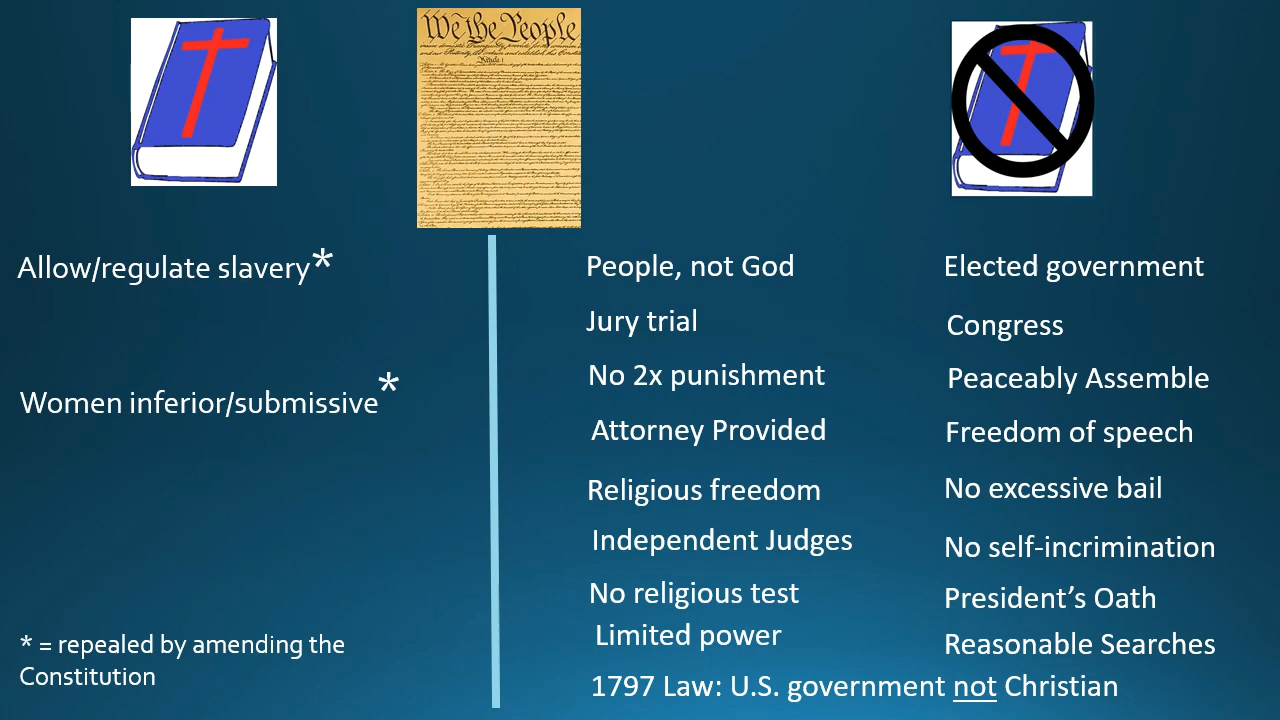 We the People
Allow/regulate slavery*
Women inferior/submissive*
* = repealed by amending the
Constitution
People, not God
Jury trial
No 2x punishment
Attorney Provided
Religious freedom
Independent Judges
No religious test
Limited power
Elected government
Congress
Peaceably Assemble
Freedom of speech
No excessive bail
No self-incrimination
President's Oath
Reasonable Searches
1797 Law: U.S. government not Christian